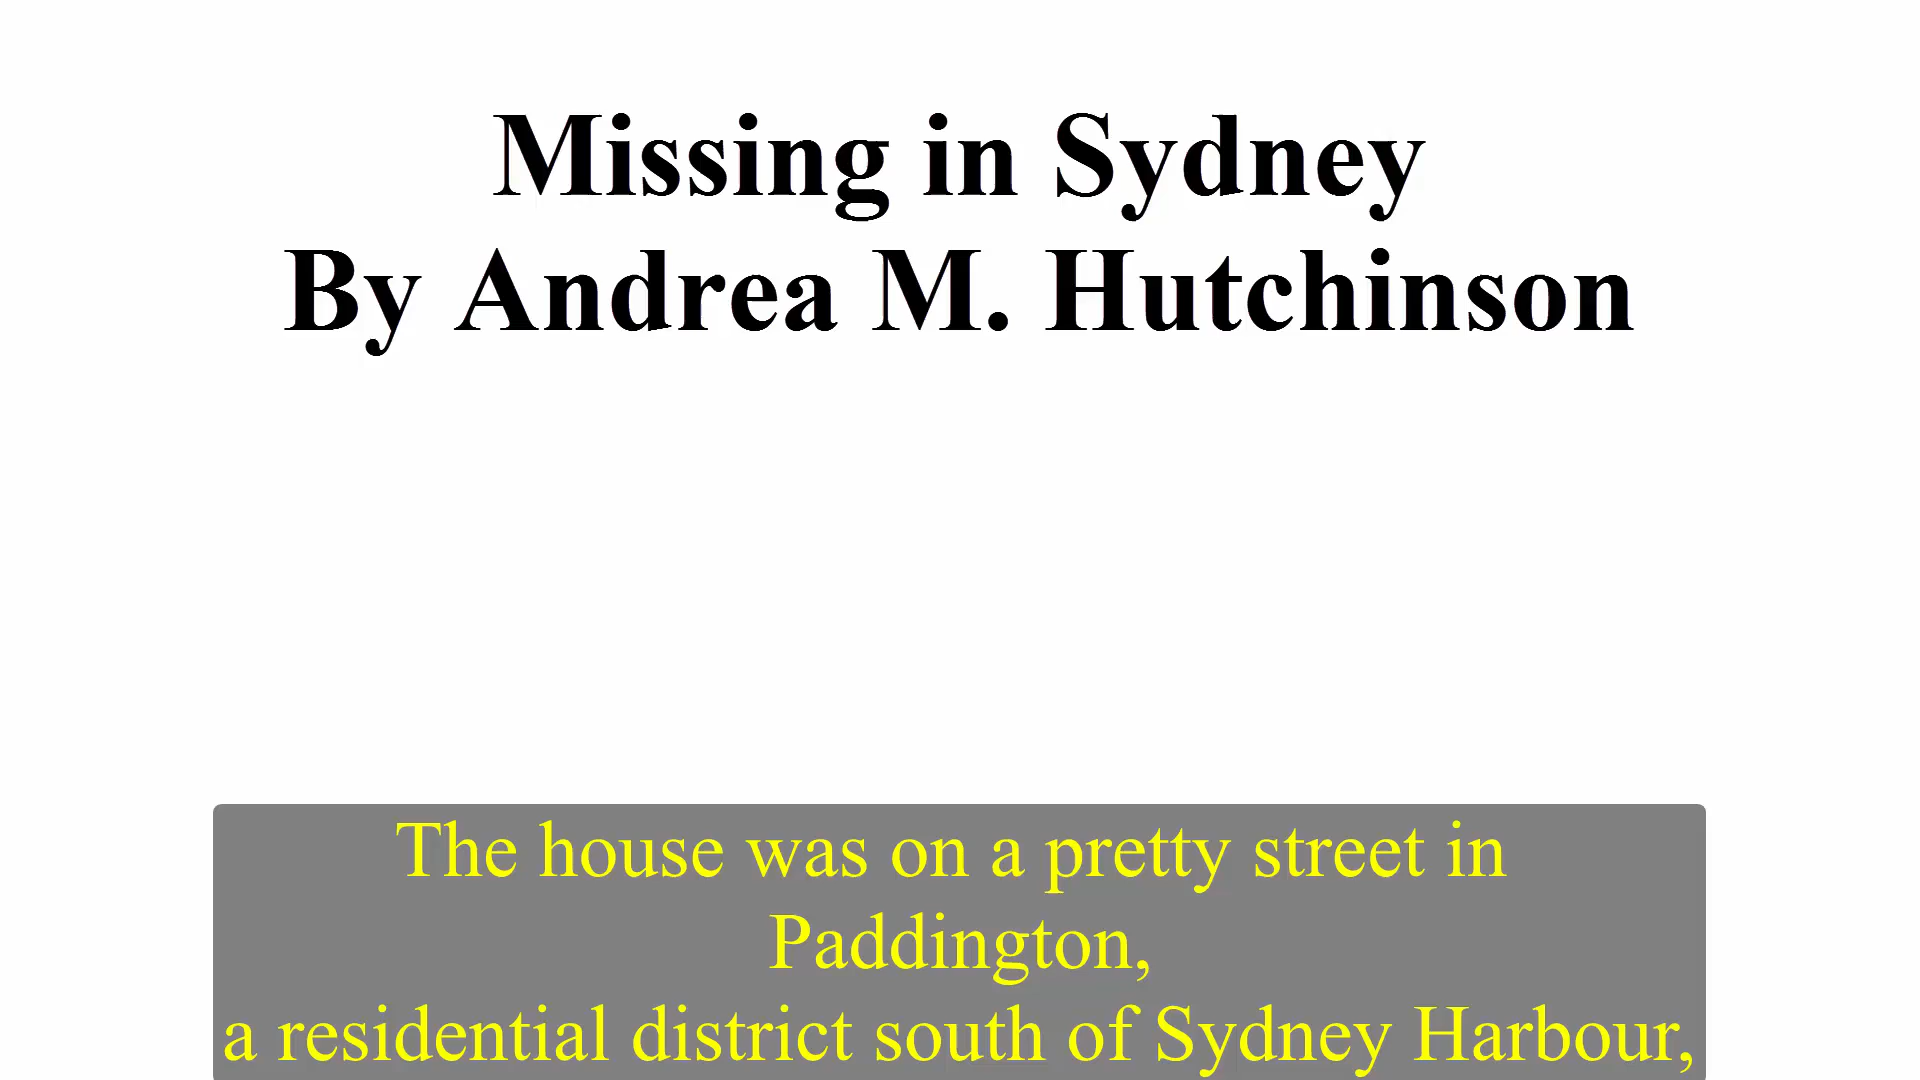 Missing in Sydney
By Andrea M. Hutchinson
The house was on a pretty street in
Paddington,
a residential district south of Sydney Harbour,